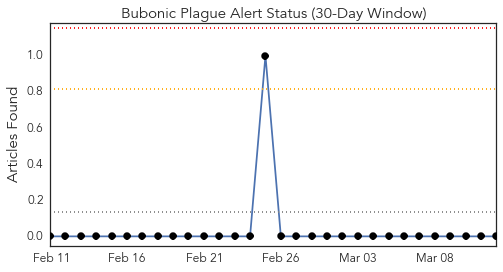 Bubonic Plague Alert Status (30-Day Window)
Articles Found
1.0
0.8
0.6
0.4
0.2
0.0
Feb 11 Feb 16 Feb 21 Feb 26 Mar 03 Mar 08